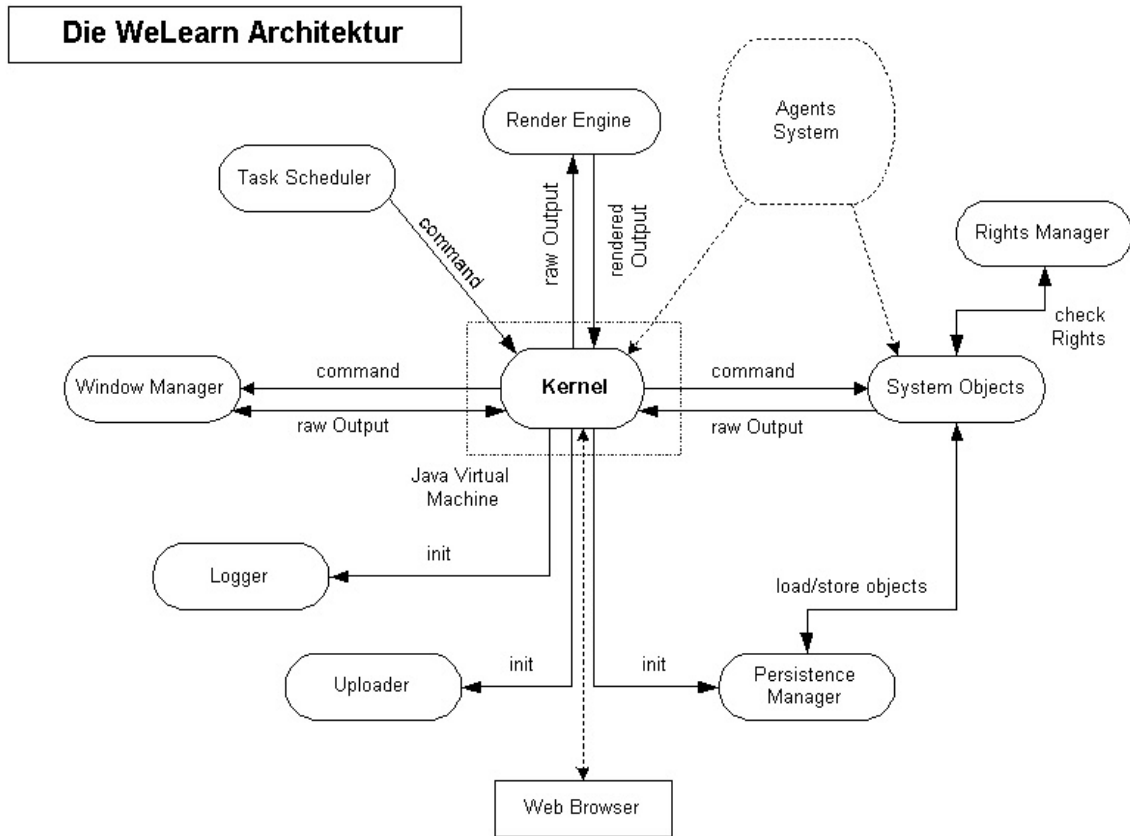 Die WeLearn Architektur
Render Engine
Agents
System
Task Scheduler
command
raw Output
rendered
Output
Rights Manager
check
Rights
Window Manager
command
raw Output
Kernel
command
raw Output
System Objects
Java Virtual
Machine
init
Logger
load/store objects
init
Uploader
init
Persistence
Manager
Web Browser